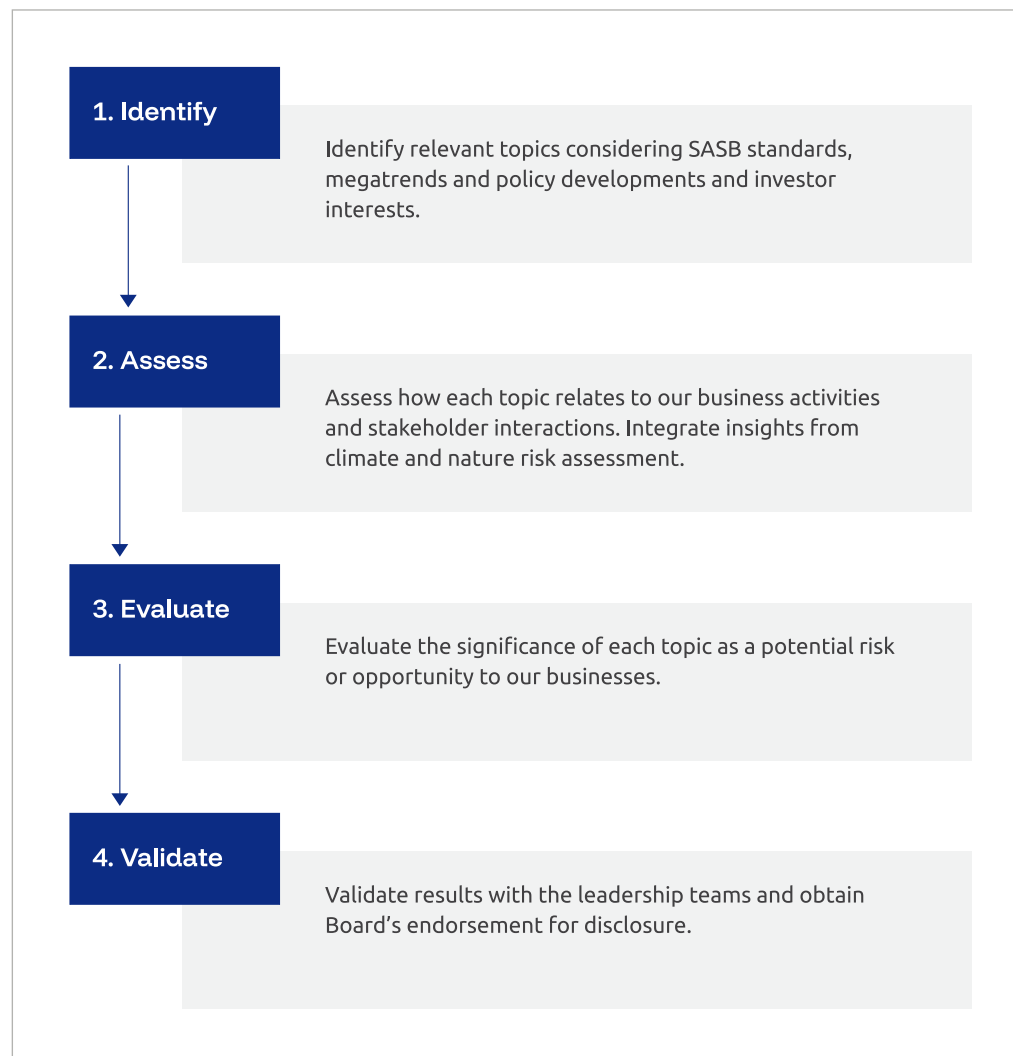 1. Identify
Identify relevant topics considering SASB standards,
megatrends and policy developments and investor
interests.
2. Assess
Assess how each topic relates to our business activities
and stakeholder interactions. Integrate insights from
climate and nature risk assessment.
3. Evaluate
Evaluate the significance of each topic as a potential risk
or opportunity to our businesses.
4. Validate
Validate results with the leadership teams and obtain
Board’s endorsement for disclosure.